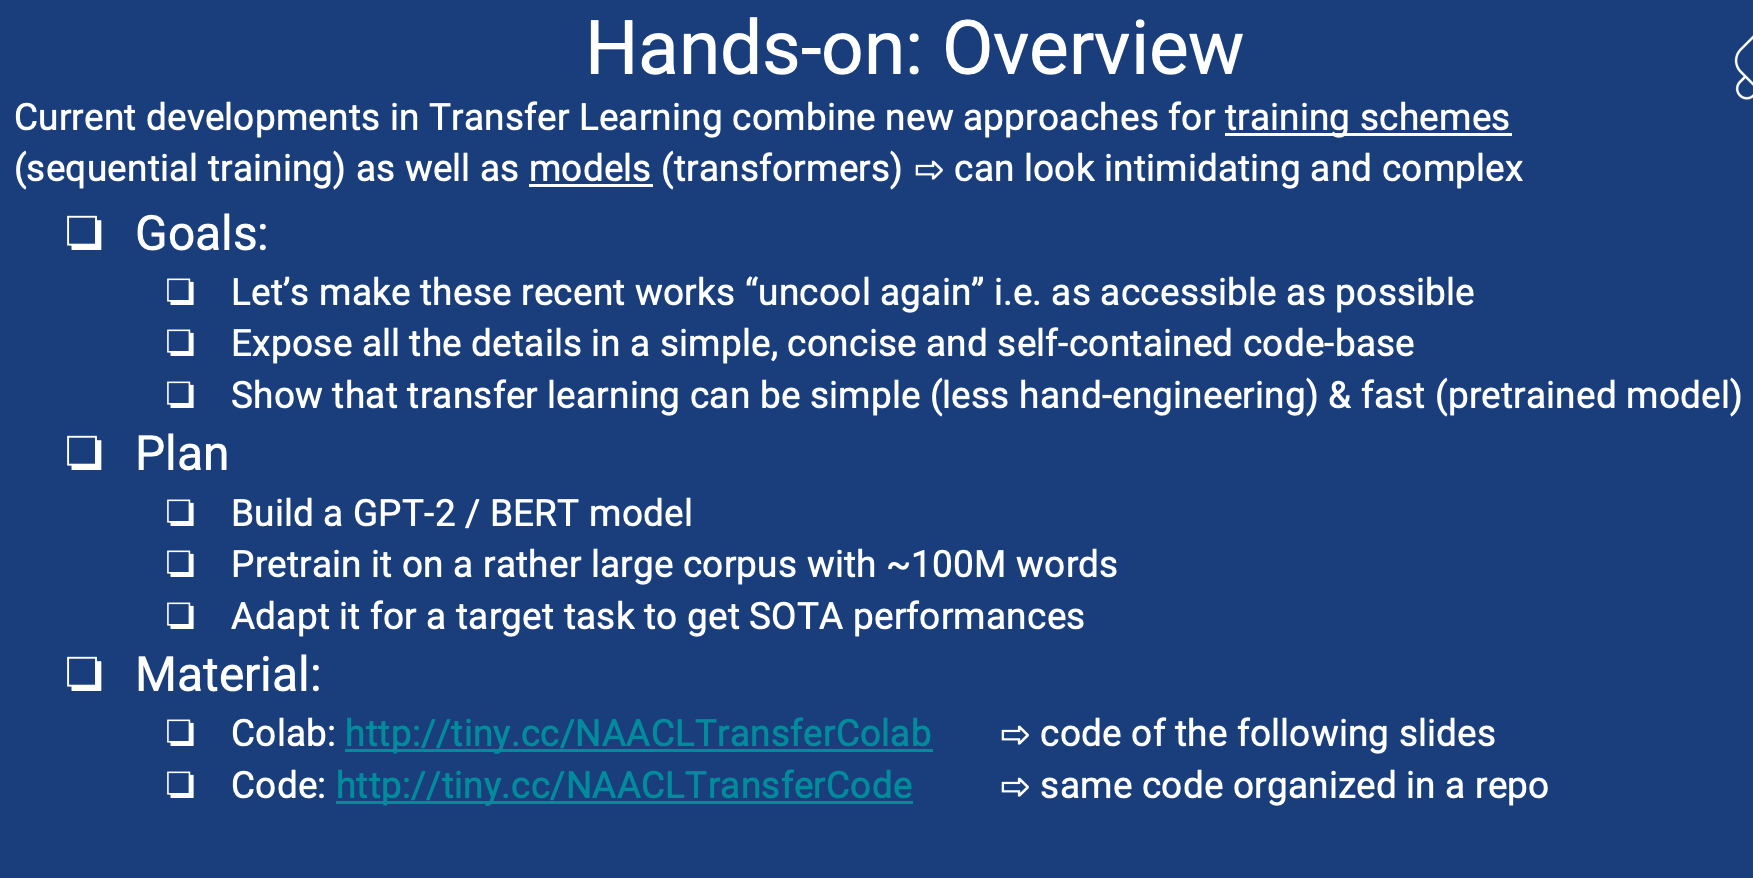 Hands-on: Overview
Current developments in Transfer Learning combine new approaches for training schemes
(sequential training) as well as models (transformers) ⇨ can look intimidating and complex
❏ Goals:
❏ Let’s make these recent works “uncool again” i.e. as accessible as possible
❏ Expose all the details in a simple, concise and self-contained code-base
❏ Show that transfer learning can be simple (less hand-engineering) & fast (pretrained model)
❏ Plan
❏ Build a GPT-2 / BERT model
❏ Pretrain it on a rather large corpus with ~100M words
❏ Adapt it for a target task to get SOTA performances
❏ Material:
❏ Colab: http://tiny.cc/NAACLTransferColab ⇨ code of the following slides
❏ Code: http://tiny.cc/NAACLTransferCode ⇨ same code organized in a repo